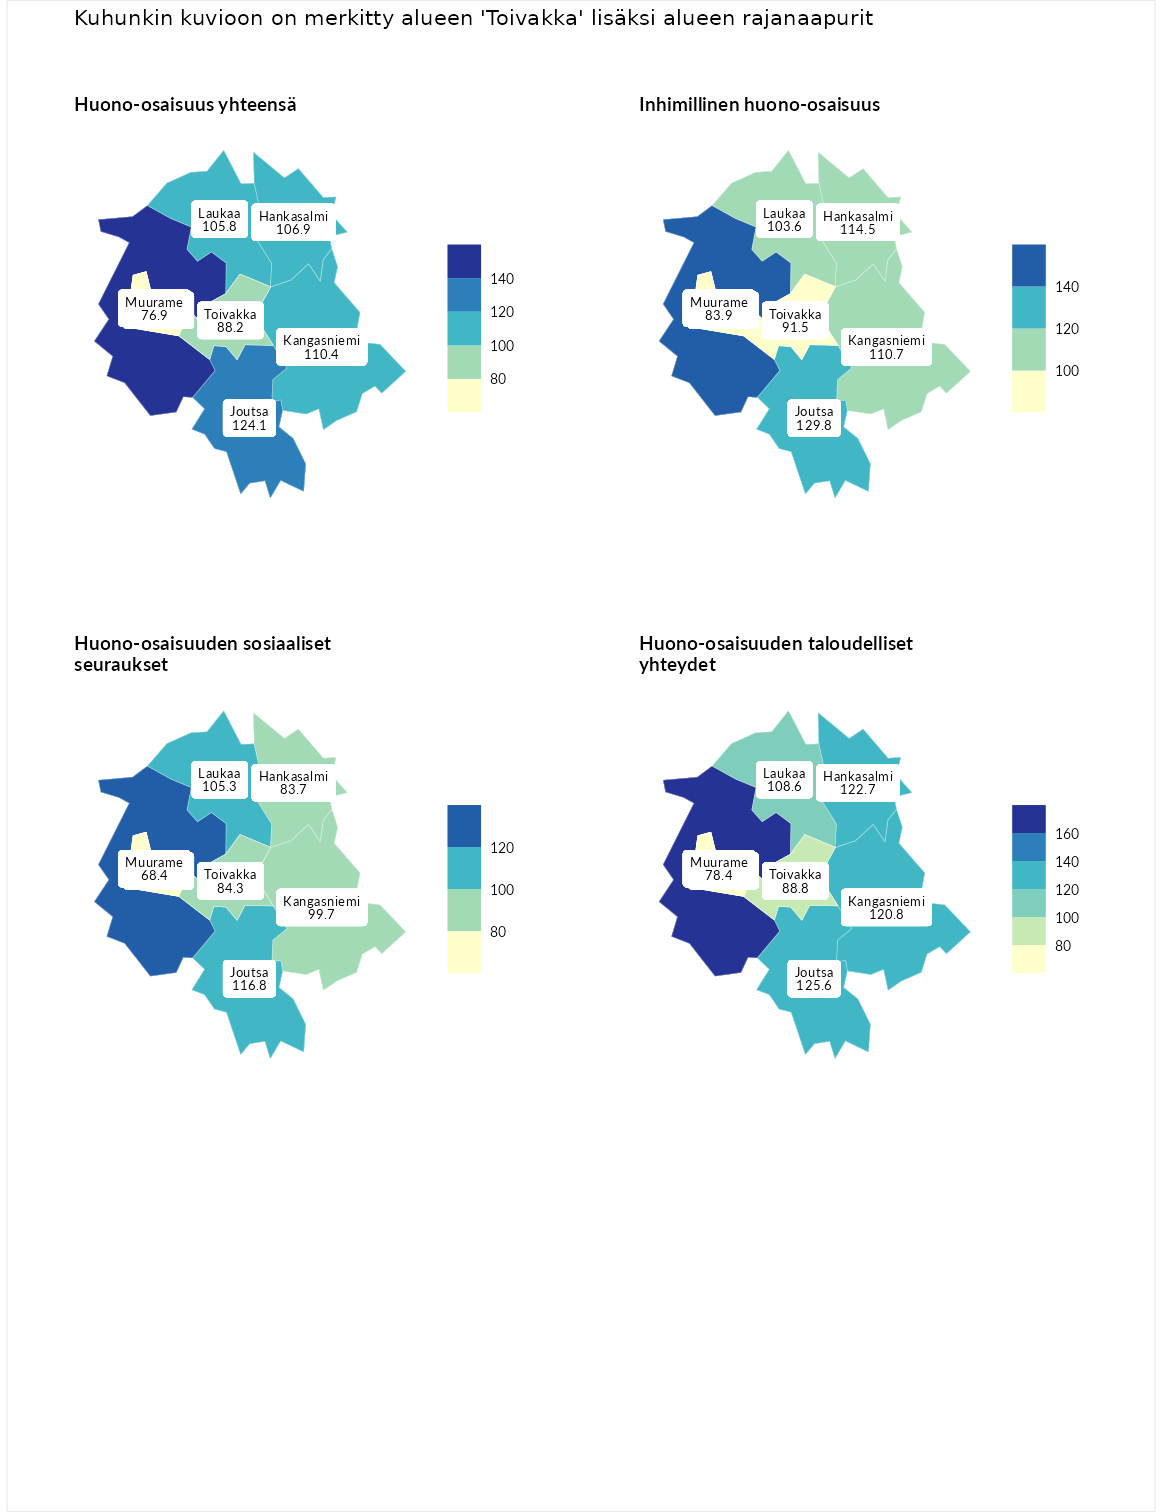 Kuhunkin kuvioon on merkitty alueen 'Toivakka' lisäksi alueen rajanaapurit
Huono-osaisuus yhteensä
Laukaa
105.8
Hankasalmi
106.9
Muurame
76.9
Toivakka
88.2
Kangasniemi
110.4
Joutsa
124.1
140
120
100
80
Inhimillinen huono-osaisuus
Laukaa
103.6
Hankasalmi
114.5
Muurame
83.9
Toivakka
91.5
Kangasniemi
110.7
Joutsa
129.8
140
120
100
Huono-osaisuuden sosiaaliset
seuraukset
Laukaa
105.3
Hankasalmi
83.7
Muurame
68.4
Toivakka
84.3
Kangasniemi
99.7
Joutsa
116.8
120
100
80
Huono-osaisuuden taloudelliset
yhteydet
Laukaa
108.6
Hankasalmi
122.7
Muurame
78.4
Toivakka
88.8
Kangasniemi
120.8
Joutsa
125.6
160
140
120
100
80